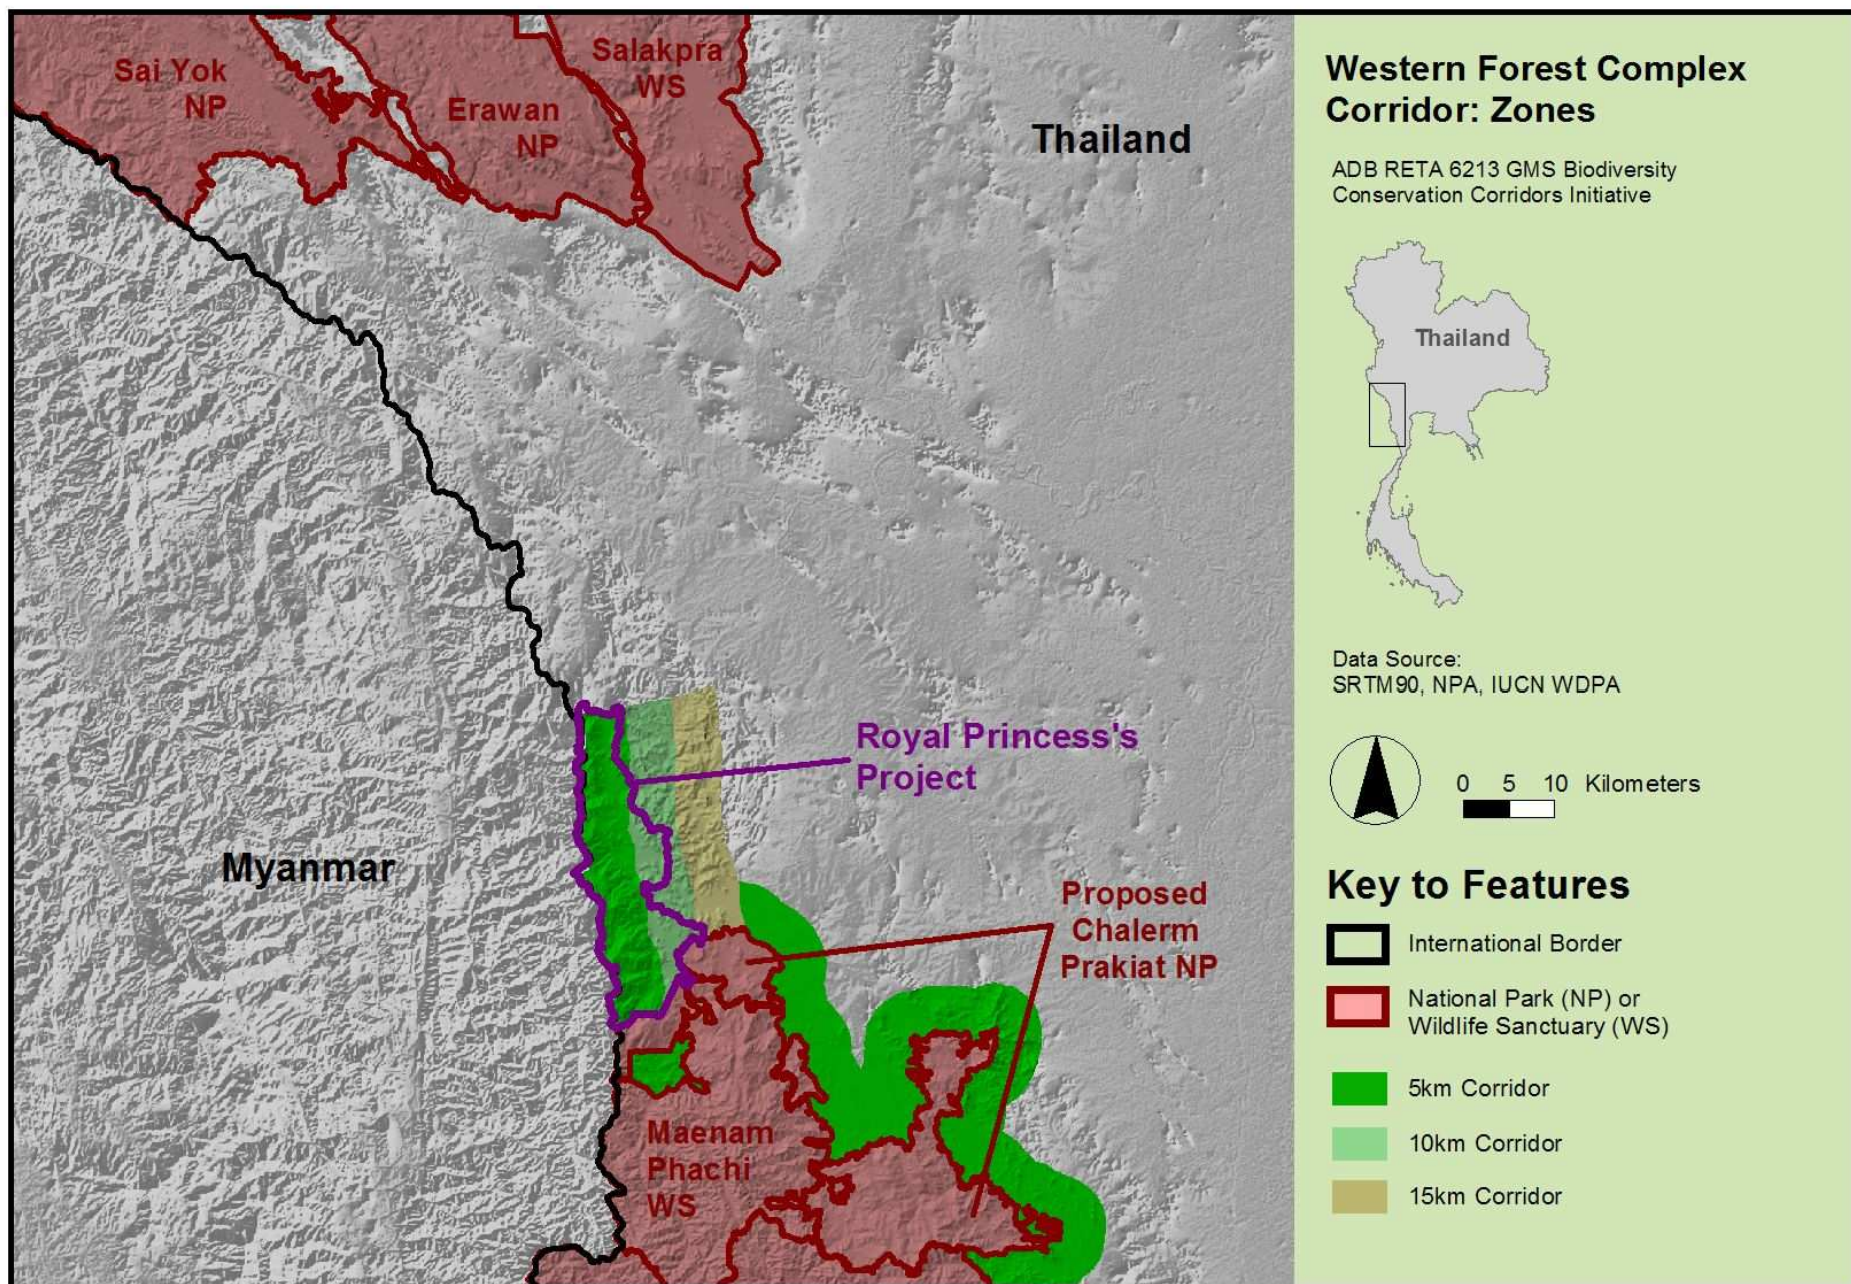 Sai Yok
NP
Erawan
NP
Salakpra
WS
Thailand
Myanmar
Royal Princess's
Project
Proposed
Chalerm
Prakiat NP
Maenam
Phachi
WS
Western Forest Complex
Corridor: Zones
ADB RETA 6213 GMS Biodiversity
Conservation Corridors Initiative
Thailand
Data Source:
SRTM90, NPA, IUCN WDPA
0 5 10 Kilometers
Key to Features
International Border
National Park (NP) or
Wildlife Sanctuary (WS)
5km Corridor
10km Corridor
15km Corridor